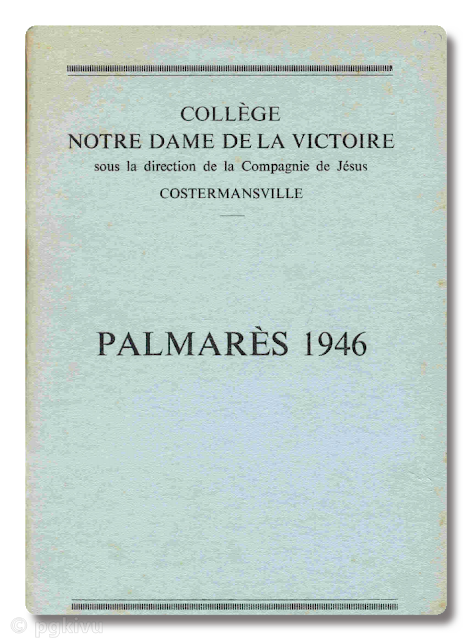 COLLÈGE
NOTRE DAME DE LA VICTOIRE
sous la direction de la Compagnie de Jésus
COSTERMANSVILLE
PALMARÈS 1946
© pgkivu